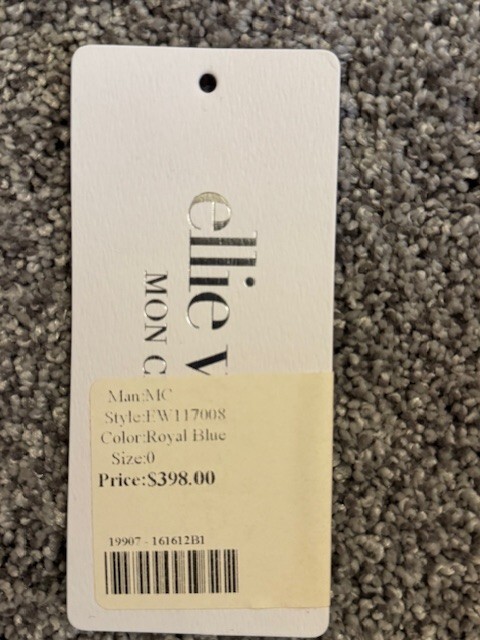 ellie w
MON C
Man:MC
Style:EW117008
Color:Royal Blue
Size:0
Price:$398.00
19907 - 161612B1